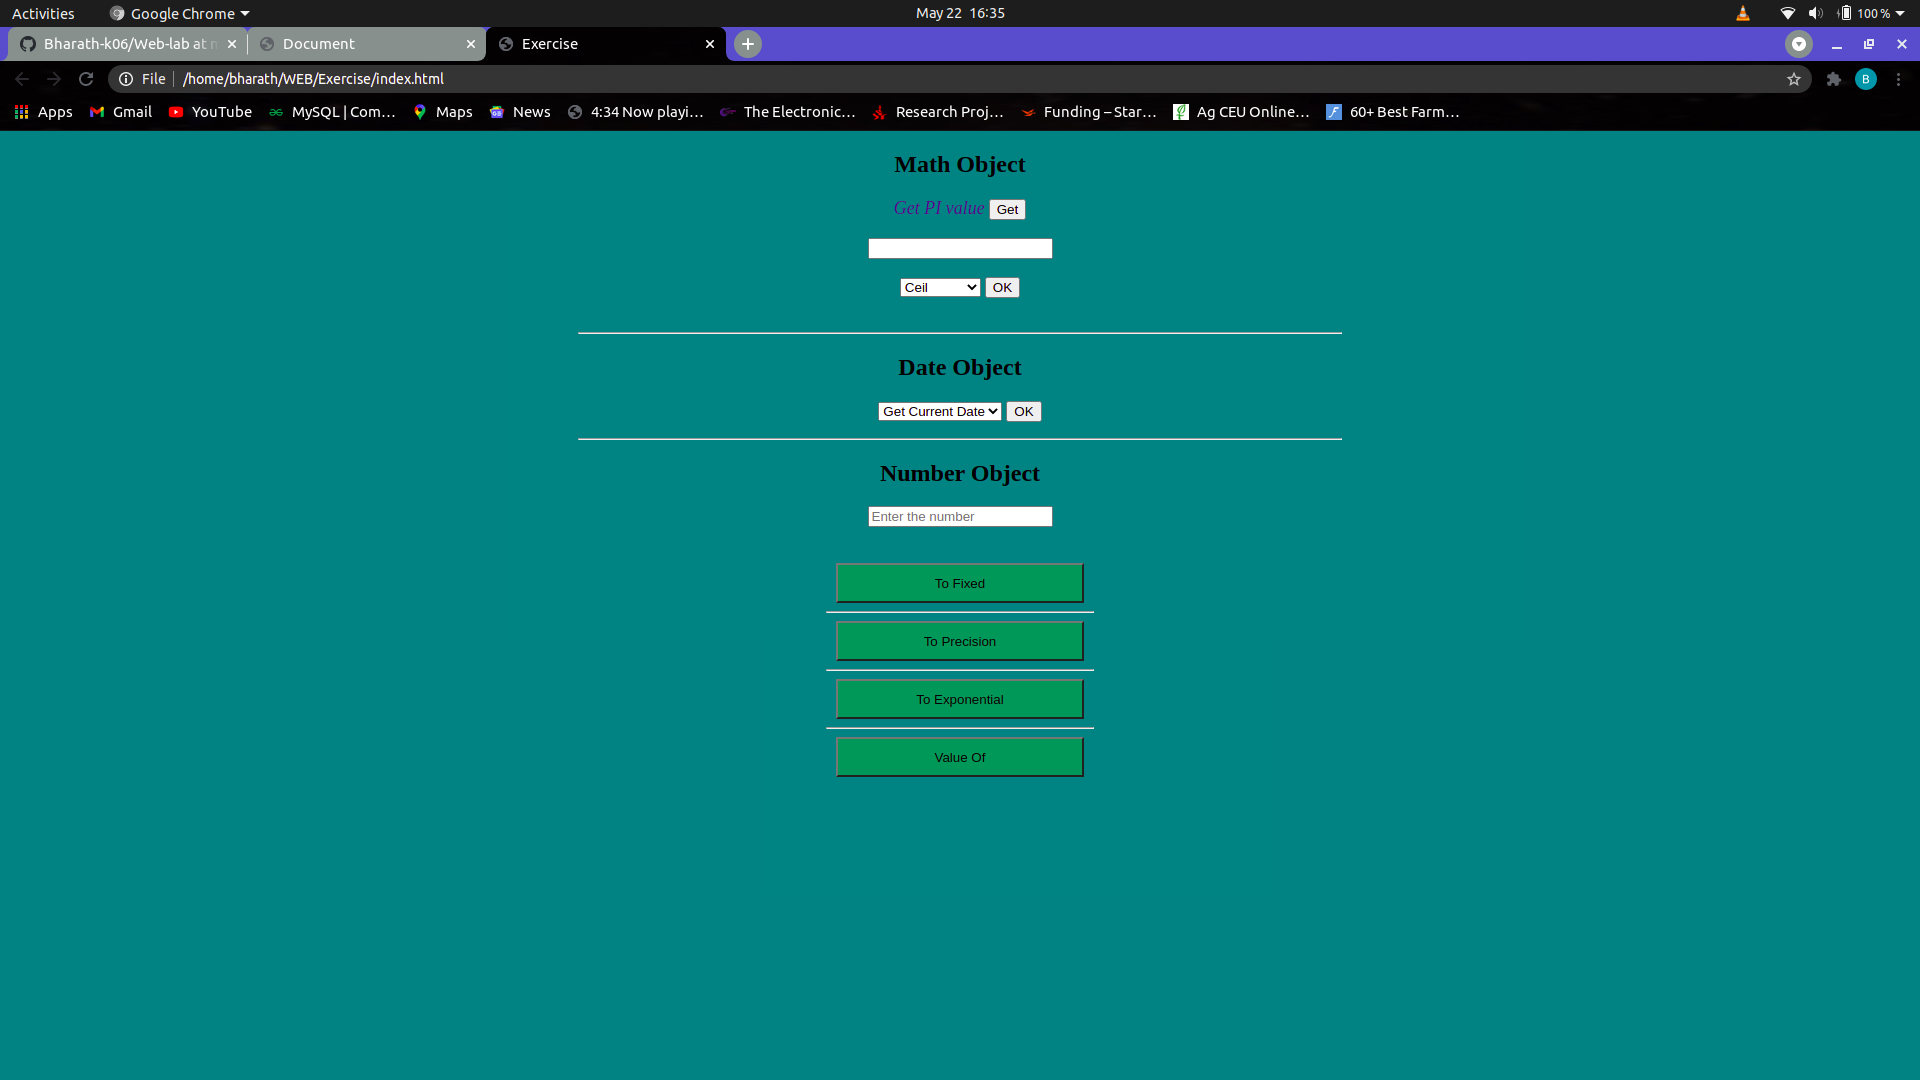 Activities Google Chrome May 22 16:35 100 %
Bharath-k06/Web-lab at Document Exercise
File /home/bharath/WEB/Exercise/index.html B
Apps Gmail YouTube MySQL | Com… Maps News 4:34 Now playi… The Electronic… Research Proj… Funding – Star… Ag CEU Online… 60+ Best Farm…
Math Object
Get PI value Get
Ceil OK
Date Object
Get Current Date OK
Number Object
Enter the number
To Fixed
To Precision
To Exponential
Value Of